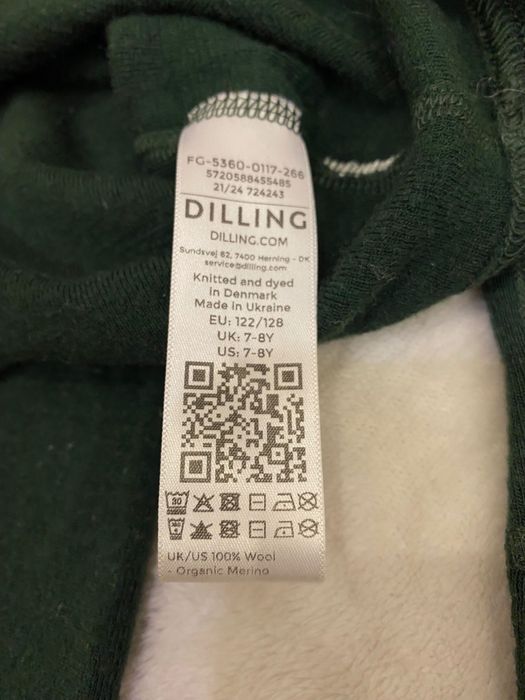 FG-5360-0117-266
5720588455485
21/24 724243
DILLING
DILLING.COM
Sundsvej 62, 7400 Herning - DK
service@dilling.com
Knitted and dyed
in Denmark
Made in Ukraine
EU: 122/128
UK: 7-8Y
US: 7-8Y
30
UK/US 100% Wool
- Organic Merino